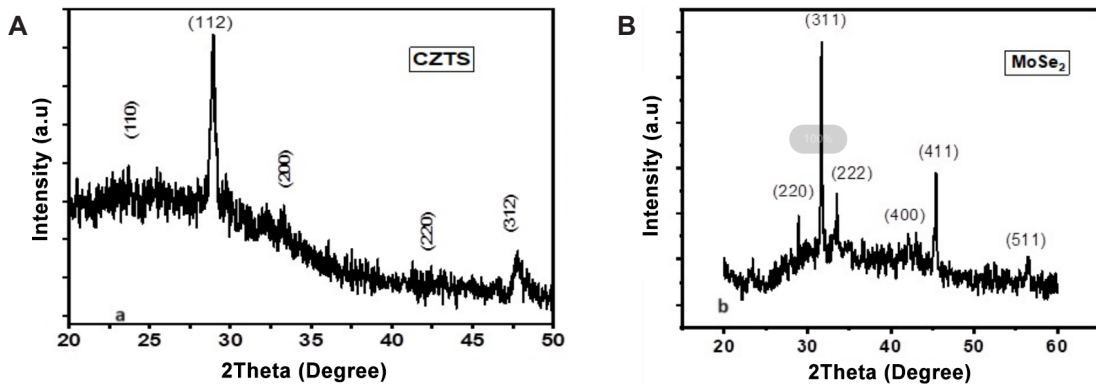 A
(112)
CZTS
(110)
(200)
(220)
(312)
Intensity (a.u)
a
20 25 30 35 40 45 50
2Theta (Degree)
B
(311)
MoSe₂
100%
(411)
(220)
(222)
(400)
(511)
Intensity (a.u)
b
20 30 40 50 60
2Theta (Degree)